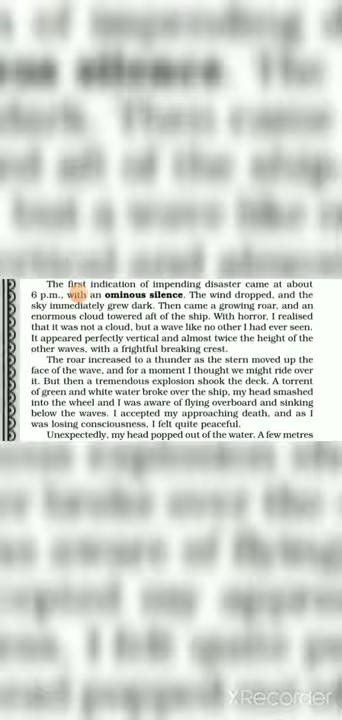 The first indication of impending disaster came at about
6 p.m., with an ominous silence. The wind dropped, and the
sky immediately grew dark. Then came a growing roar, and an
enormous cloud towered aft of the ship. With horror, I realised
that it was not a cloud, but a wave like no other I had ever seen.
It appeared perfectly vertical and almost twice the height of the
other waves, with a frightful breaking crest.
The roar increased to a thunder as the stern moved up the
face of the wave, and for a moment I thought we might ride over
it. But then a tremendous explosion shook the deck. A torrent
of green and white water broke over the ship, my head smashed
into the wheel and I was aware of flying overboard and sinking
below the waves. I accepted my approaching death, and as I
was losing consciousness, I felt quite peaceful.
Unexpectedly, my head popped out of the water. A few metres
XRecorder